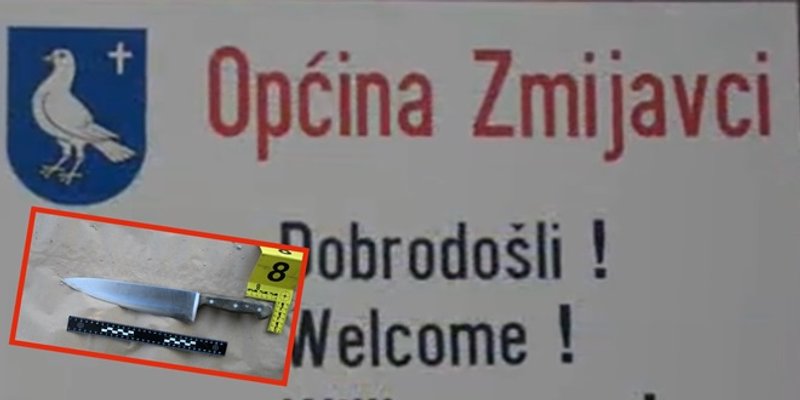 Općina Zmijavci
Dobrodošli !
Welcome !
8